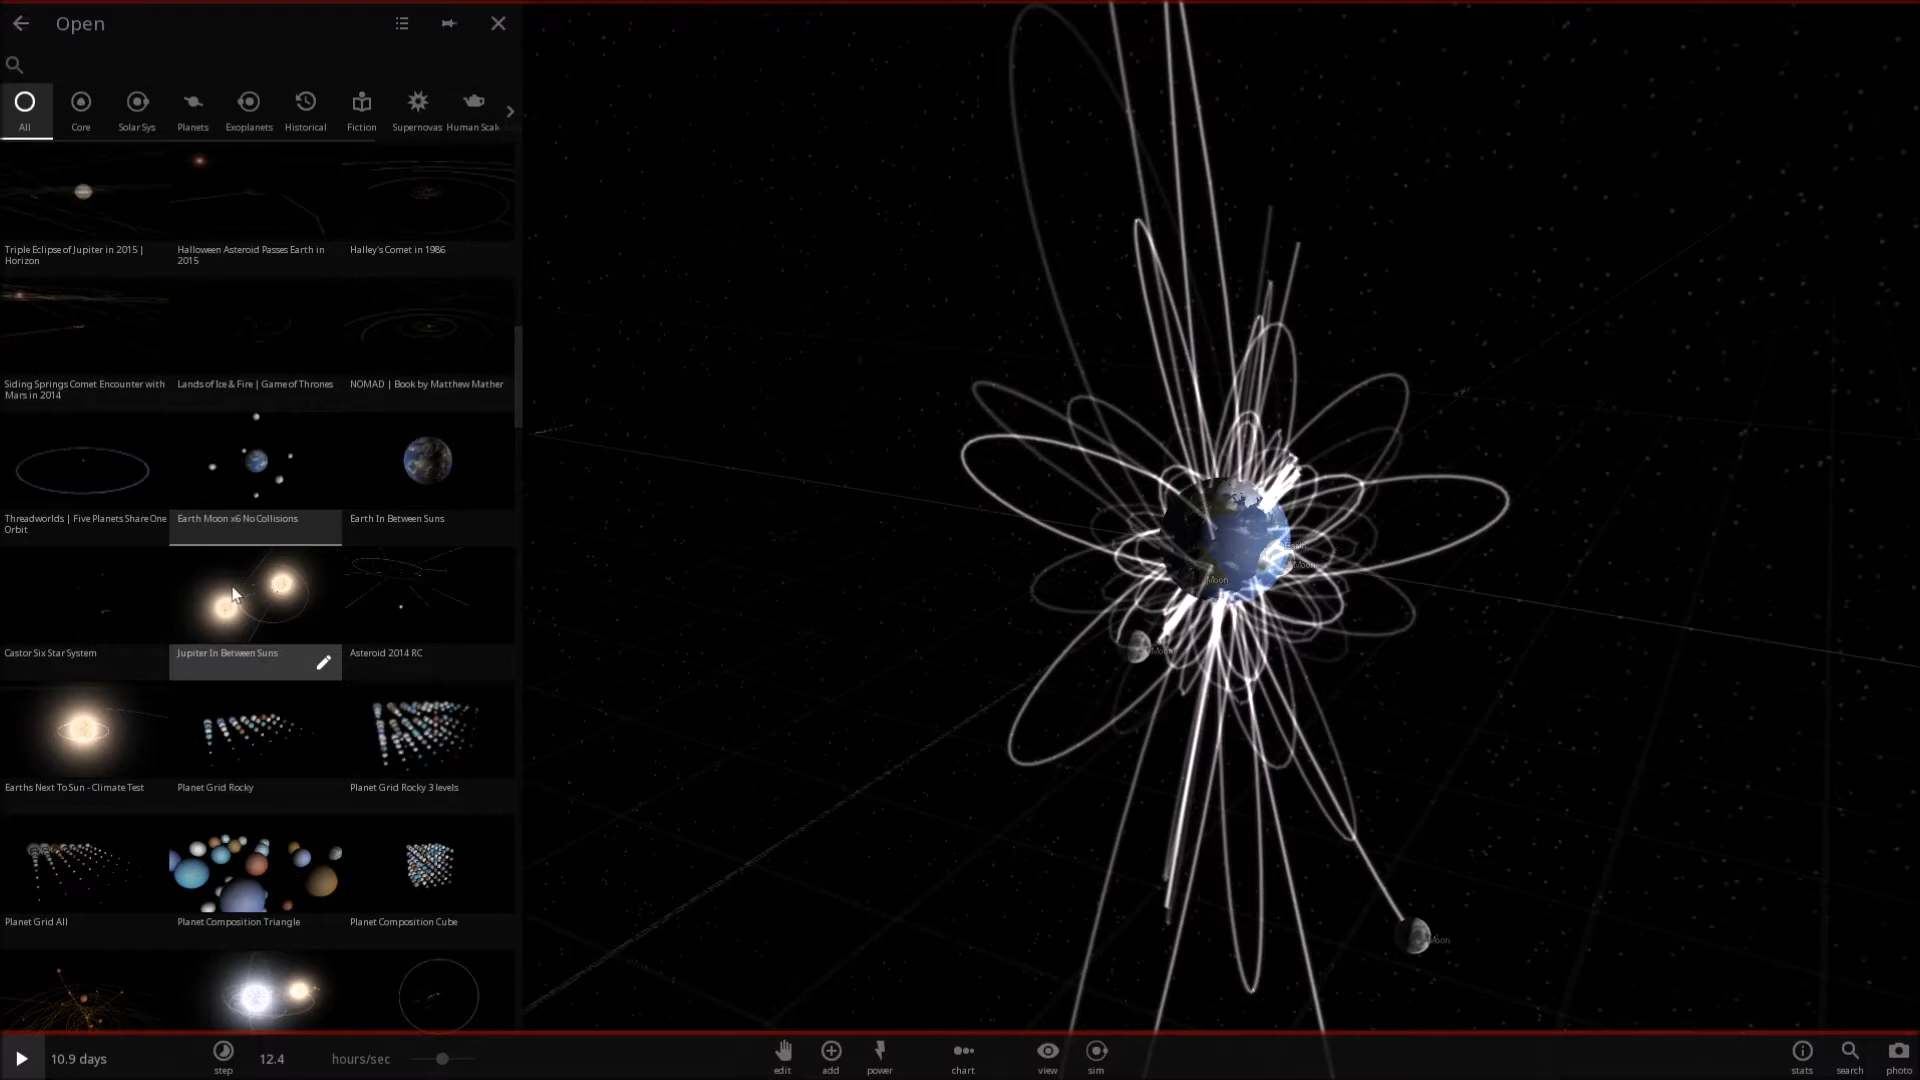 Open
All
Core
Solar Sys
Planets
Exoplanets
Historical
Fiction
Supernovas
Human Scal
Triple Eclipse of Jupiter in 2015 |
Horizon
Halloween Asteroid Passes Earth in
2015
Halley's Comet in 1986
Siding Springs Comet Encounter with
Mars in 2014
Lands of Ice & Fire | Game of Thrones
NOMAD | Book by Matthew Mather
Threadworlds | Five Planets Share One
Orbit
Earth Moon x6 No Collisions
Earth In Between Suns
Castor Six Star System
Jupiter In Between Suns
Asteroid 2014 RC
Earths Next To Sun - Climate Test
Planet Grid Rocky
Planet Grid Rocky 3 levels
Planet Grid All
Planet Composition Triangle
Planet Composition Cube
Earth
Moon
Moon
Moon
Moon
10.9 days
step
12.4
hours/sec
edit
add
power
chart
view
sim
stats
search
photo